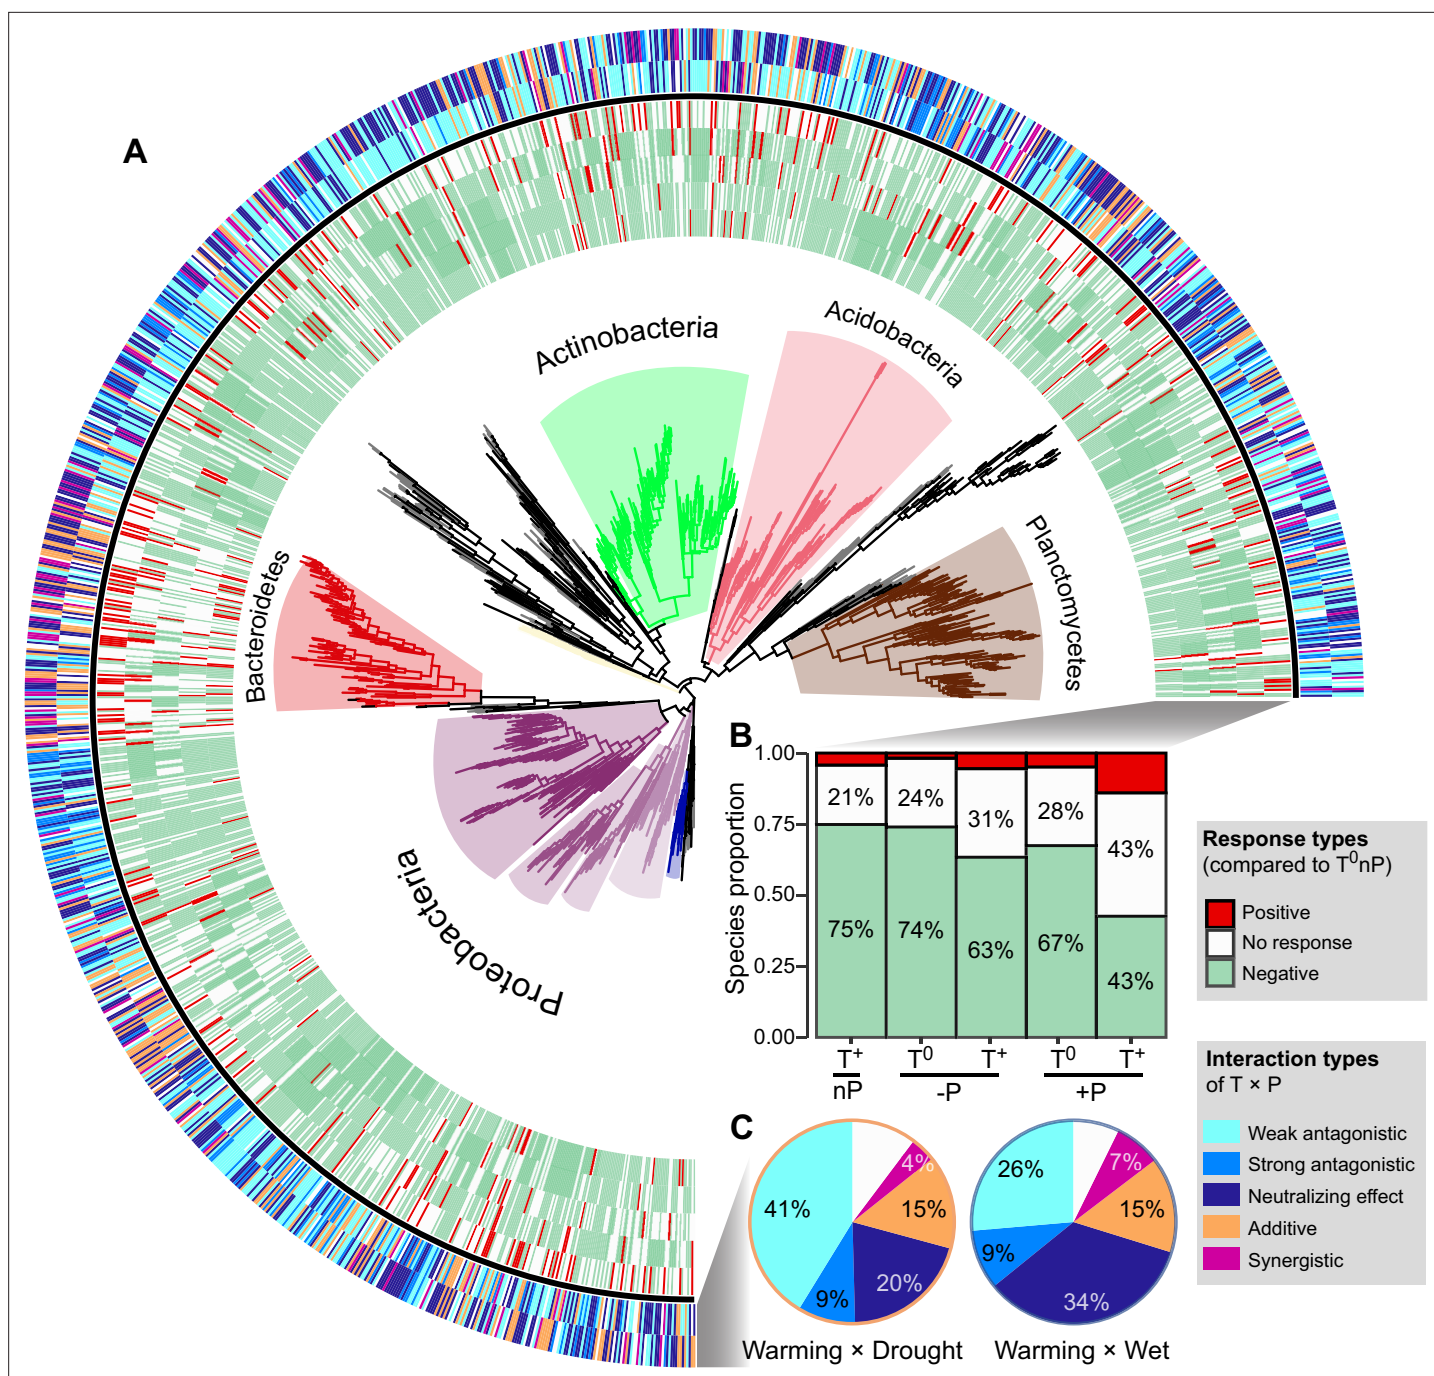 A
Actinobacteria
Acidobacteria
Planctomycetes
Bacteroidetes
Proteobacteria
B
Species proportion
1.00
0.75
0.50
0.25
0.00
21%
24%
31%
28%
43%
75%
74%
63%
67%
43%
T⁺
T⁰
T⁺
T⁰
T⁺
nP
-P
+P
Response types
(compared to T⁰nP)
Positive
No response
Negative
Interaction types
of T × P
Weak antagonistic
Strong antagonistic
Neutralizing effect
Additive
Synergistic
C
41%
4%
15%
20%
9%
Warming × Drought
26%
7%
15%
9%
34%
Warming × Wet